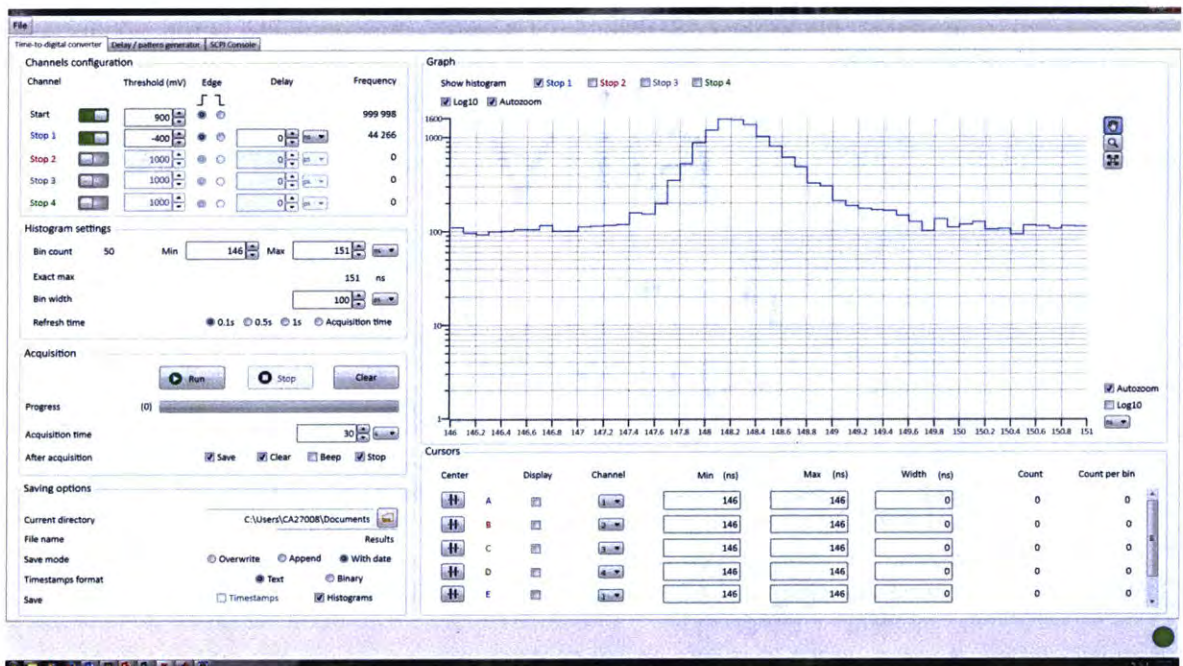 File
Time-to-digital converter Delay / pattern generator SCPI Console
Channels configuration
Channel Threshold (mV) Edge Delay Frequency
Start 900 999 998
Stop 1 -400 0 44 266
Stop 2 1000 0 0
Stop 3 1000 0 0
Stop 4 1000 0 0
Histogram settings
Bin count 50 Min 146 Max 151
Exact max 151 ns
Bin width 100
Refresh time 0.1s 0.5s 1s Acquisition time
Acquisition
Run Stop Clear
Progress (0)
Acquisition time 30
After acquisition Save Clear Beep Stop
Saving options
Current directory C:\Users\CA27008\Documents
File name Results
Save mode Overwrite Append With date
Timestamps format Text Binary
Save Timestamps Histograms
Graph
Show histogram Stop 1 Stop 2 Stop 3 Stop 4
Log10 Autozoom
1600
1000
100
10
1
146 146.2 146.4 146.6 146.8 147 147.2 147.4 147.6 147.8 148 148.2 148.4 148.6 148.8 149 149.2 149.4 149.6 149.8 150 150.2 150.4 150.6 150.8 151
Autozoom
Log10
Cursors
Center Display Channel Min (ns) Max (ns) Width (ns) Count Count per bin
A 1 146 146 0 0 0
B 2 146 146 0 0 0
C 3 146 146 0 0 0
D 4 146 146 0 0 0
E 1 146 146 0 0 0